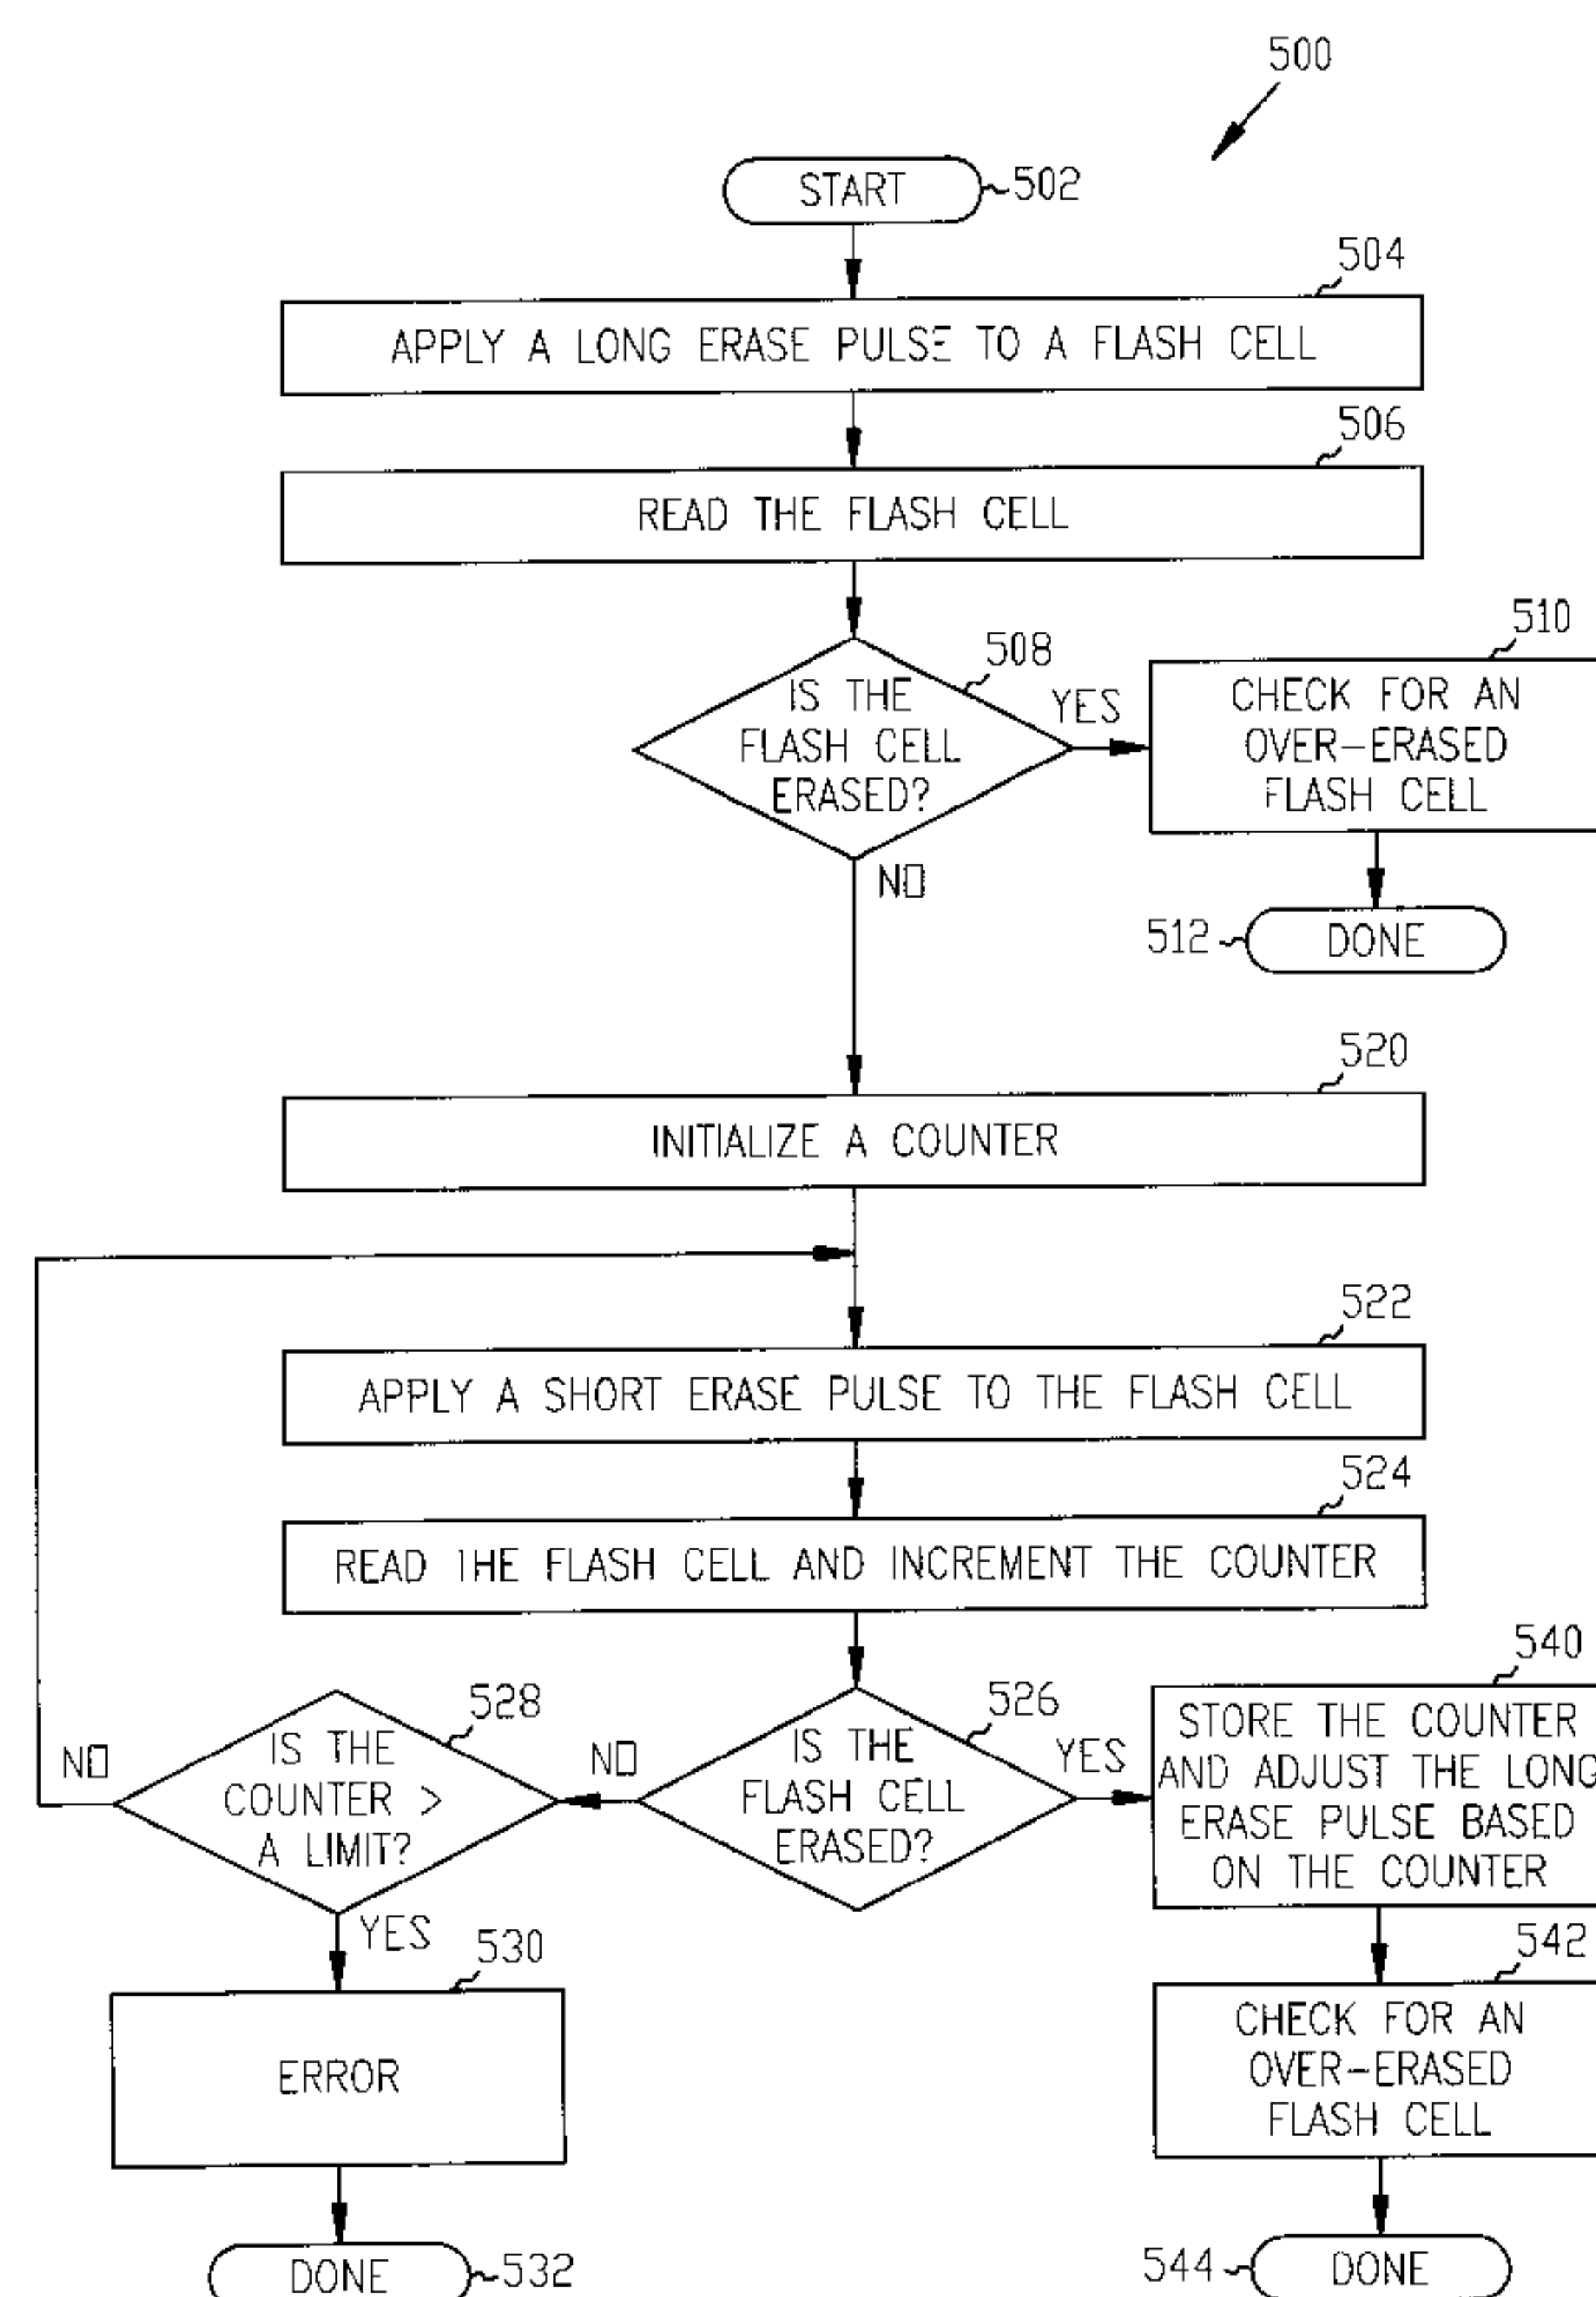 500
START
502
504
APPLY A LONG ERASE PULSE TO A FLASH CELL
506
READ THE FLASH CELL
508
IS THE
FLASH CELL
ERASED?
YES
NO
510
CHECK FOR AN
OVER-ERASED
FLASH CELL
512
DONE
520
INITIALIZE A COUNTER
522
APPLY A SHORT ERASE PULSE TO THE FLASH CELL
524
READ THE FLASH CELL AND INCREMENT THE COUNTER
526
IS THE
FLASH CELL
ERASED?
NO
YES
528
IS THE
COUNTER >
A LIMIT?
NO
YES
530
ERROR
DONE
532
540
STORE THE COUNTER
AND ADJUST THE LONG
ERASE PULSE BASED
ON THE COUNTER
542
CHECK FOR AN
OVER-ERASED
FLASH CELL
544
DONE